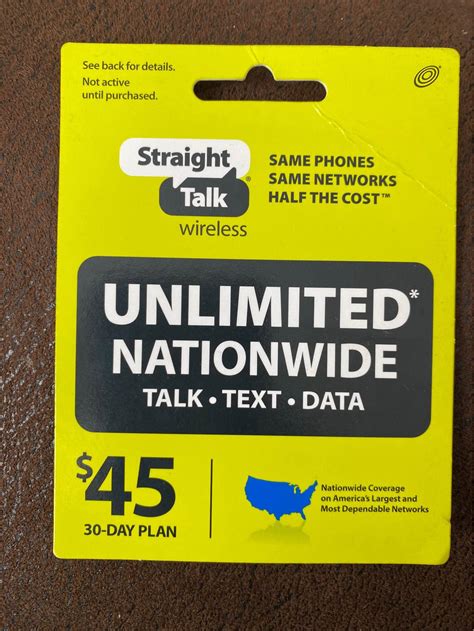 See back for details.
Not active
until purchased.
Straight
Talk®
wireless
SAME PHONES
SAME NETWORKS
HALF THE COST™
UNLIMITED*
NATIONWIDE
TALK • TEXT • DATA
$45
30-DAY PLAN
Nationwide Coverage
on America's Largest and
Most Dependable Networks